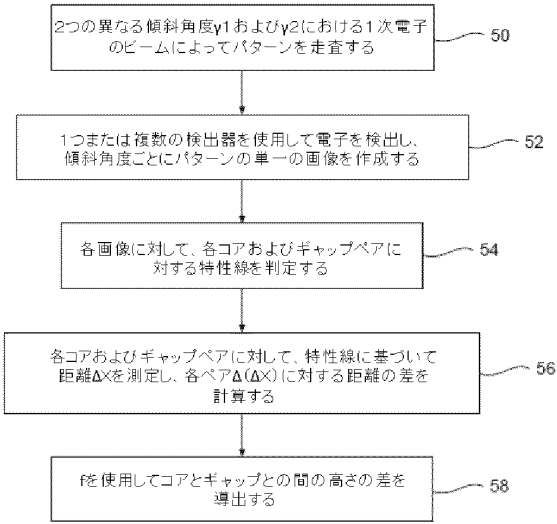 2つの異なる傾斜角度γ1およびγ2における1次電子
のビームによってパターンを走査する
50
1つまたは複数の検出器を使用して電子を検出し、
傾斜角度ごとにパターンの単一の画像を作成する
52
各画像に対して、各コアおよびギャップペアに
対する特性線を判定する
54
各コアおよびギャップペアに対して、特性線に基づいて
距離ΔXを測定し、各ペアΔ(ΔX)に対する距離の差を
計算する
56
fを使用してコアとギャップとの間の高さの差を
導出する
58